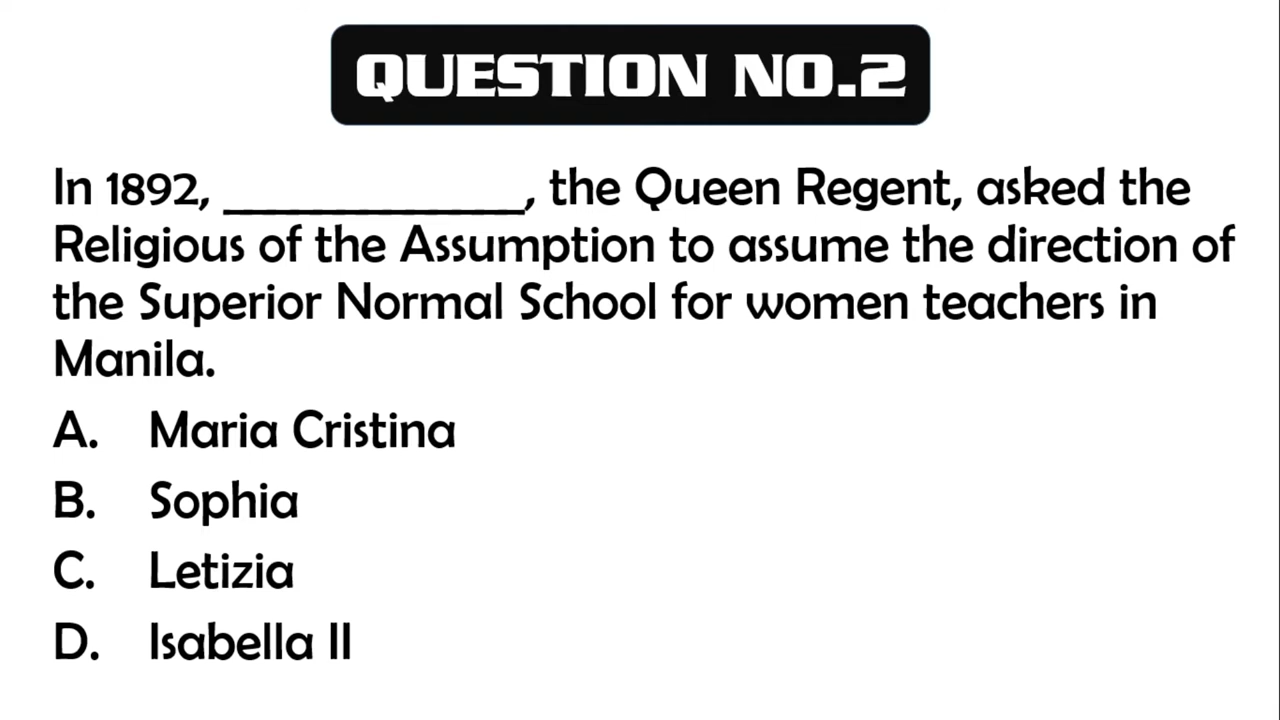 QUESTION NO.2
In 1892, _____________, the Queen Regent, asked the
Religious of the Assumption to assume the direction of
the Superior Normal School for women teachers in
Manila.
A. Maria Cristina
B. Sophia
C. Letizia
D. Isabella II